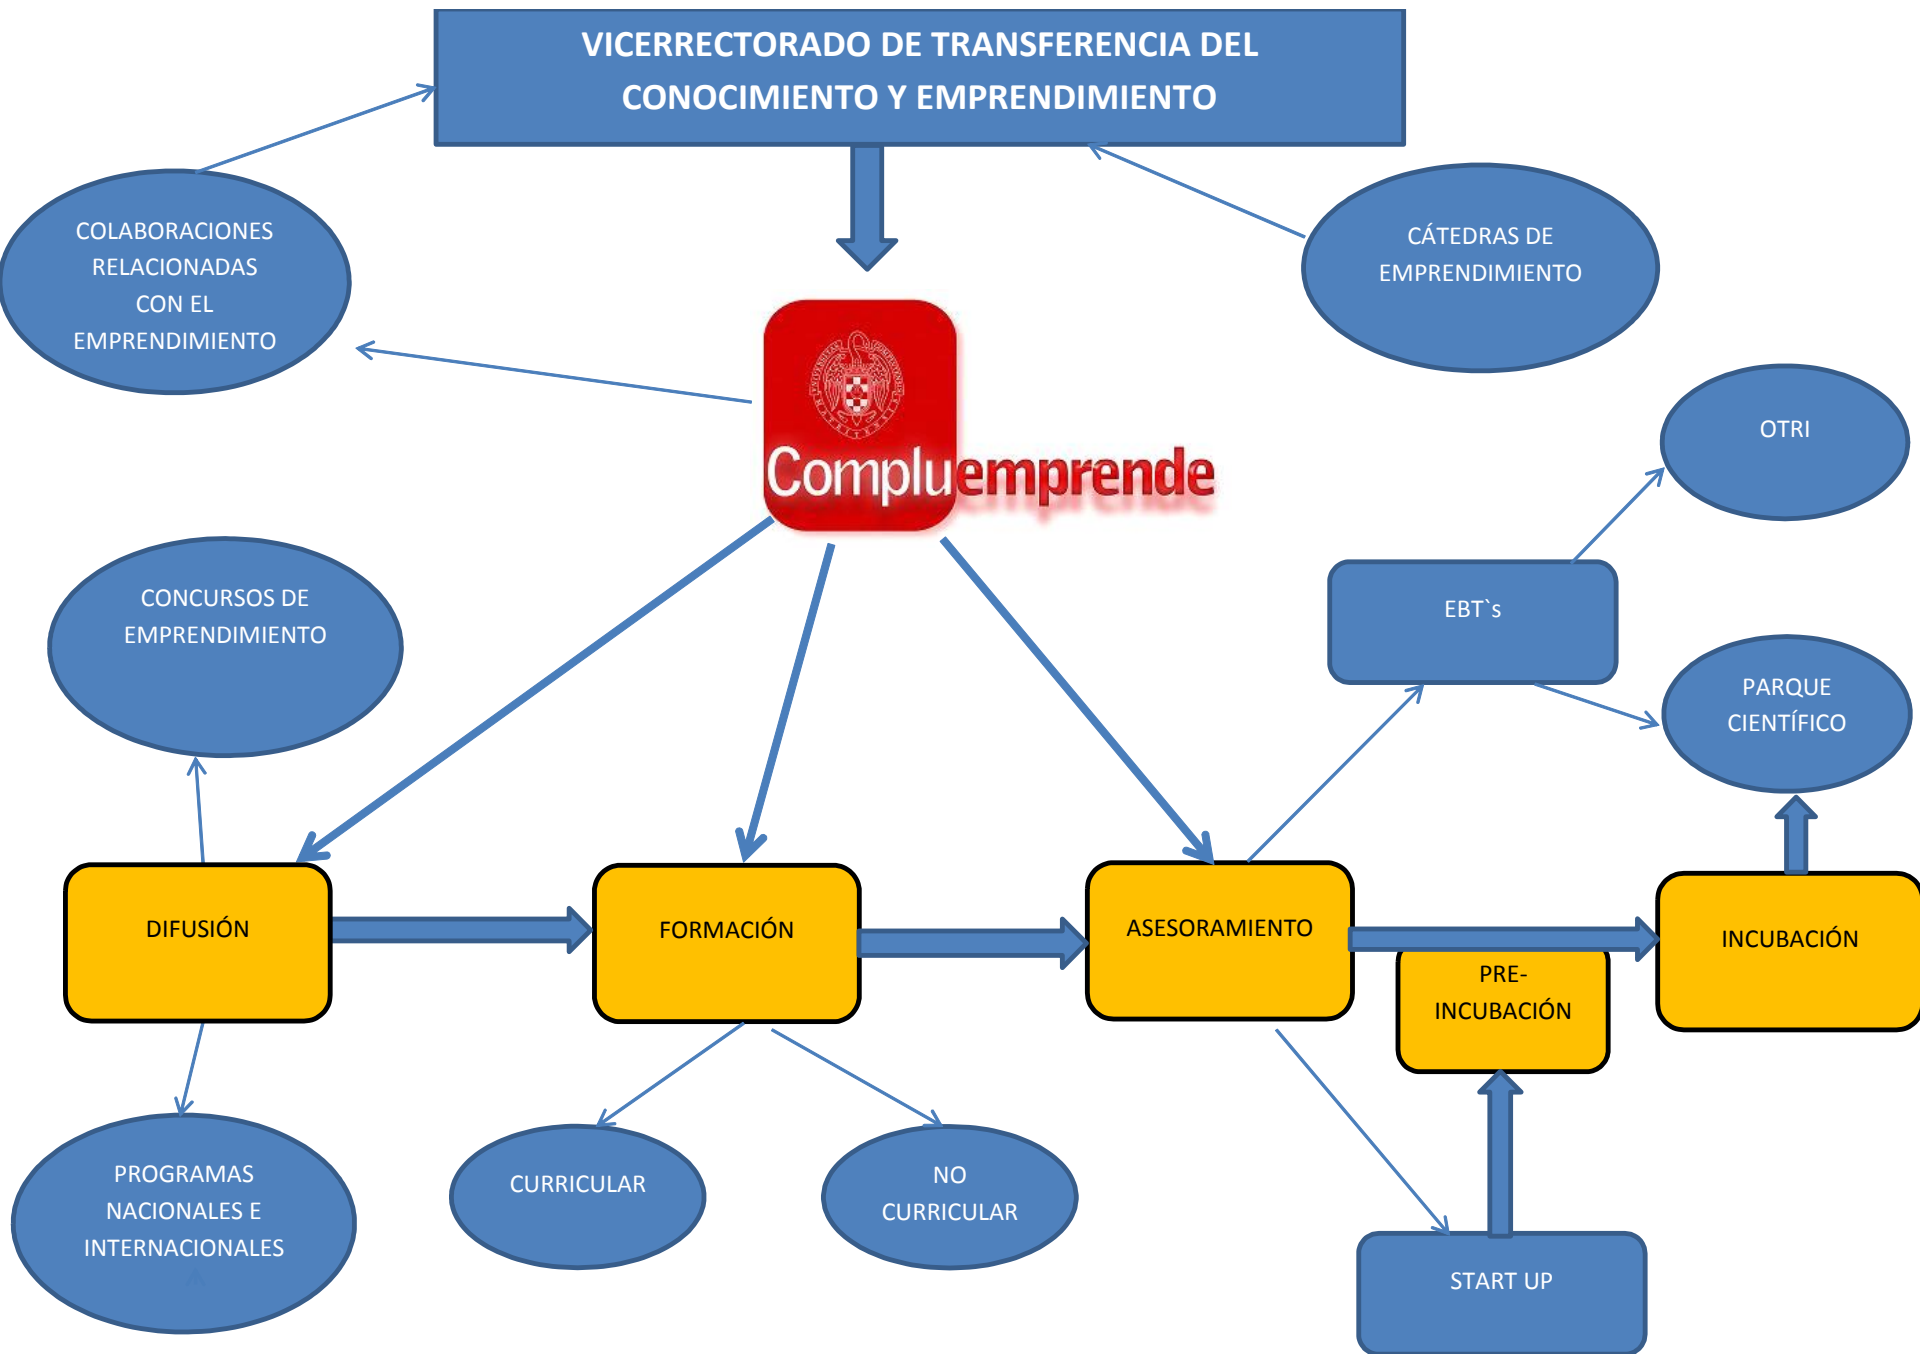 VICERRECTORADO DE TRANSFERENCIA DEL
CONOCIMIENTO Y EMPRENDIMIENTO
COLABORACIONES
RELACIONADAS
CON EL
EMPRENDIMIENTO
CÁTEDRAS DE
EMPRENDIMIENTO
Compluemprende
OTRI
CONCURSOS DE
EMPRENDIMIENTO
EBT`s
PARQUE
CIENTÍFICO
DIFUSIÓN
FORMACIÓN
ASESORAMIENTO
PRE-
INCUBACIÓN
INCUBACIÓN
PROGRAMAS
NACIONALES E
INTERNACIONALES
CURRICULAR
NO
CURRICULAR
START UP